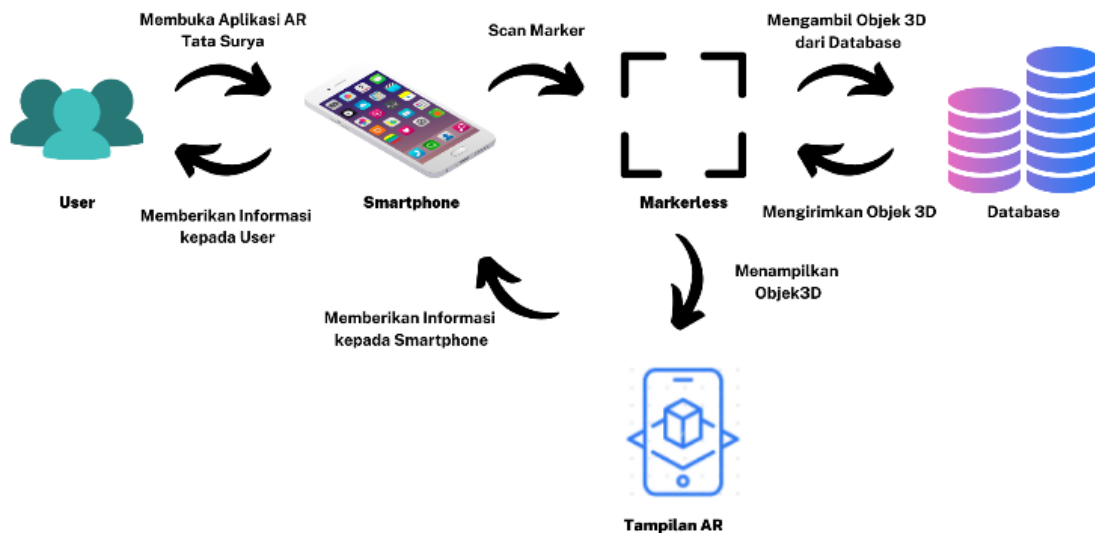 Membuka Aplikasi AR
Tata Surya
Scan Marker
Mengambil Objek 3D
dari Database
User
Smartphone
Markerless
Database
Memberikan Informasi
kepada User
Mengirimkan Objek 3D
Menampilkan
Objek3D
Memberikan Informasi
kepada Smartphone
Tampilan AR